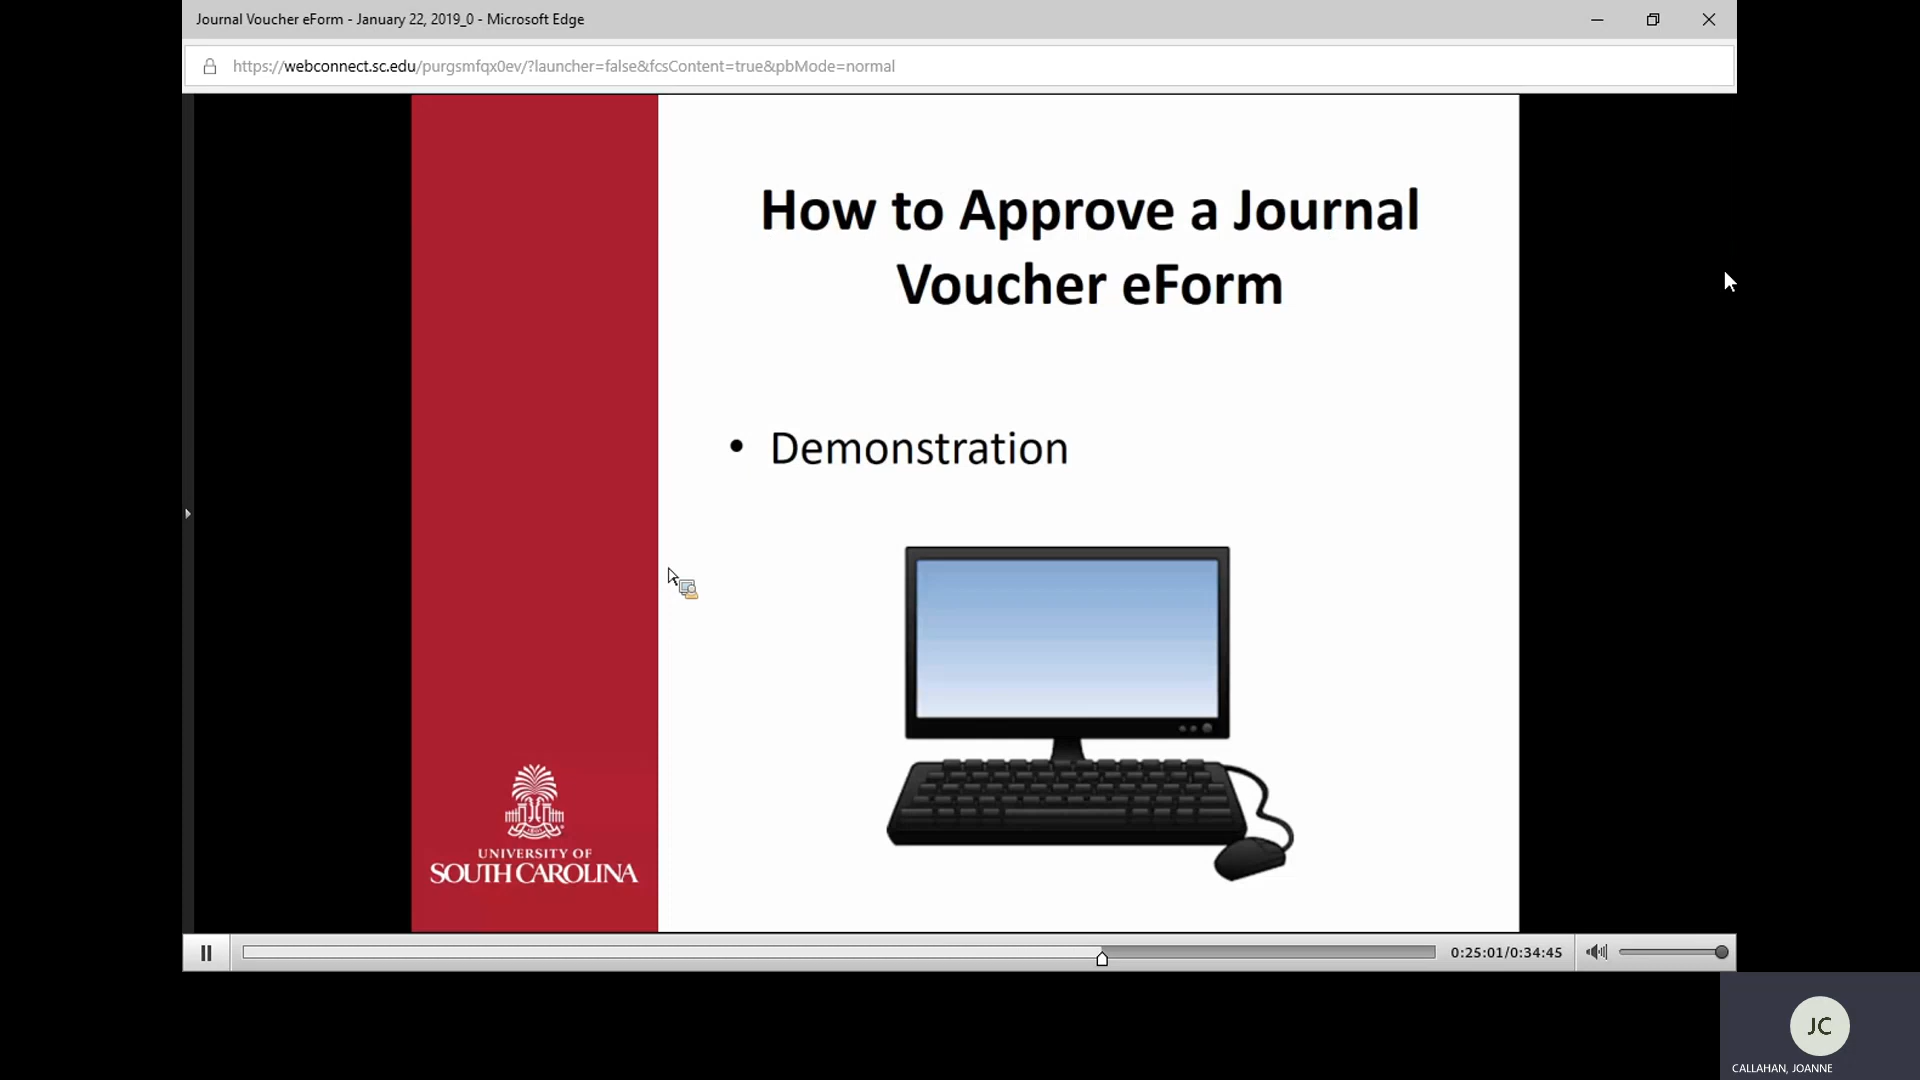 Journal Voucher eForm - January 22, 2019_0 - Microsoft Edge
https://webconnect.sc.edu/purgsmfqx0ev/?launcher=false&fcsContent=true&pbMode=normal
How to Approve a Journal
Voucher eForm
• Demonstration
UNIVERSITY OF
SOUTH CAROLINA
0:25:01/0:34:45
JC
CALLAHAN, JOANNE